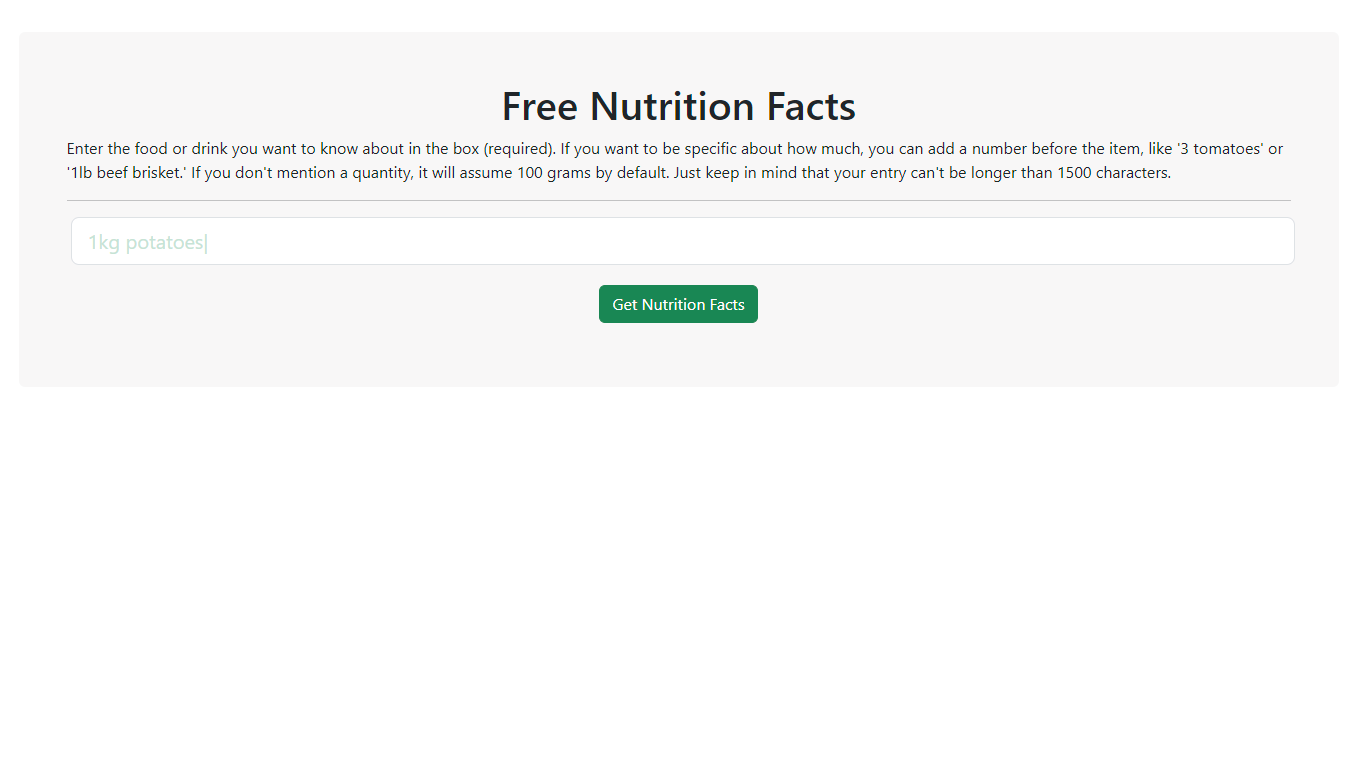 Free Nutrition Facts
Enter the food or drink you want to know about in the box (required). If you want to be specific about how much, you can add a number before the item, like '3 tomatoes' or
'1lb beef brisket.' If you don't mention a quantity, it will assume 100 grams by default. Just keep in mind that your entry can't be longer than 1500 characters.
1kg potatoes|
Get Nutrition Facts